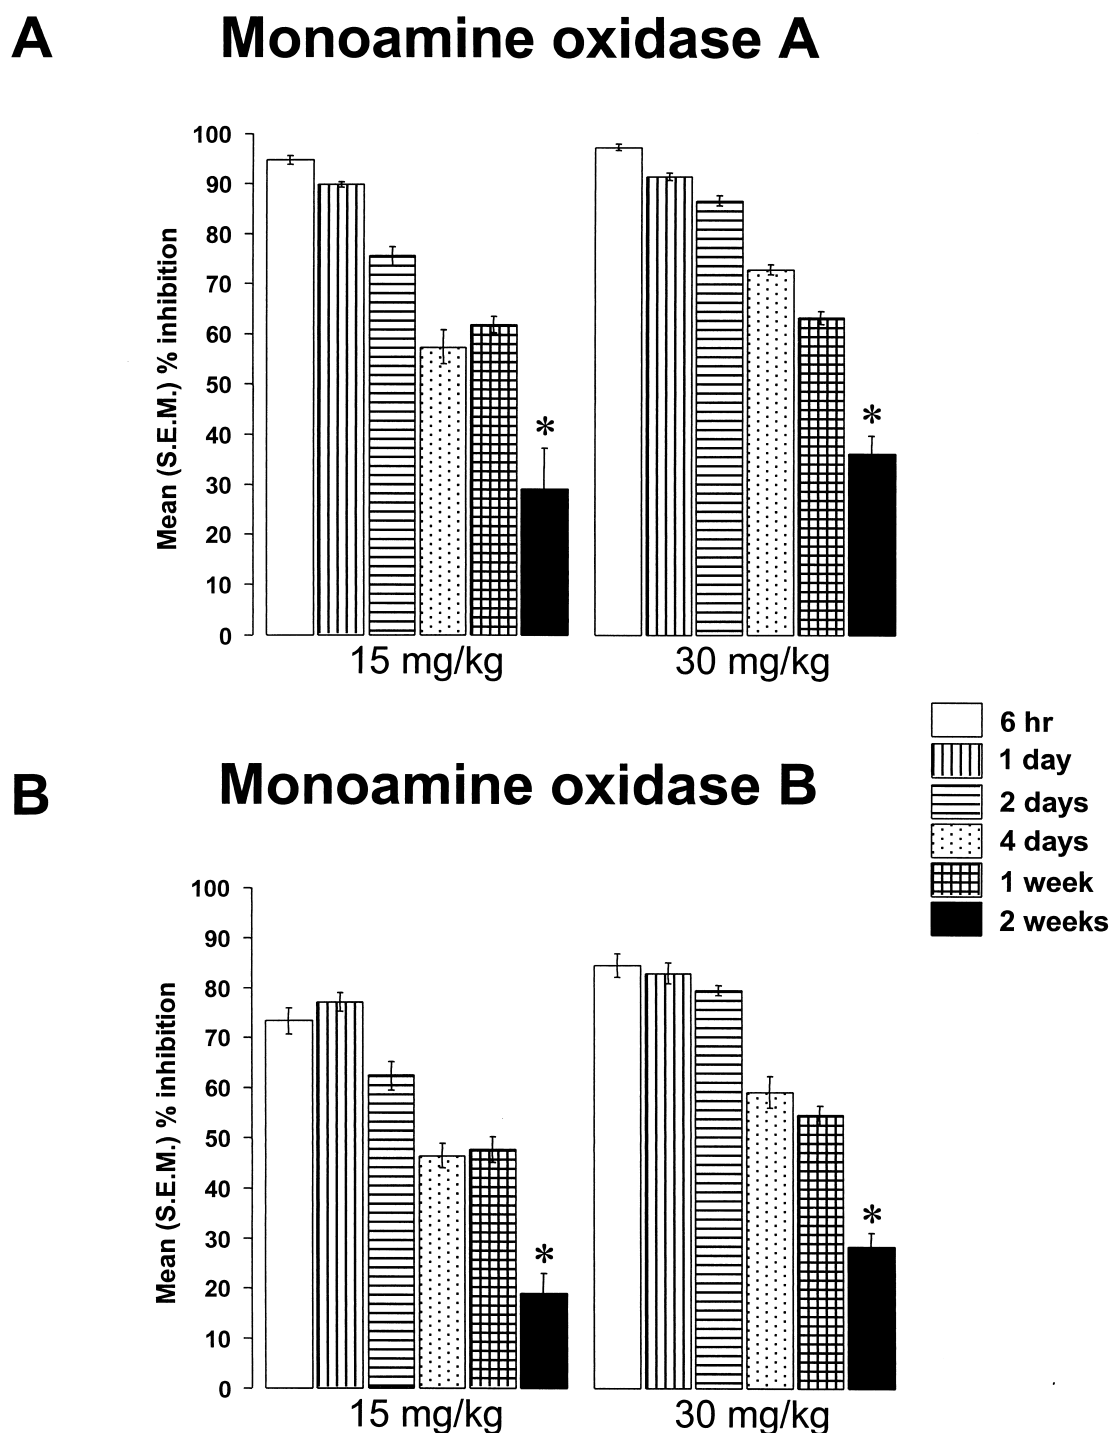 A
Monoamine oxidase A
Mean (S.E.M.) % inhibition
100
90
80
70
60
50
40
30
20
10
0
*
*
15 mg/kg
30 mg/kg
6 hr
1 day
2 days
4 days
1 week
2 weeks
B
Monoamine oxidase B
Mean (S.E.M.) % inhibition
100
90
80
70
60
50
40
30
20
10
0
*
*
15 mg/kg
30 mg/kg